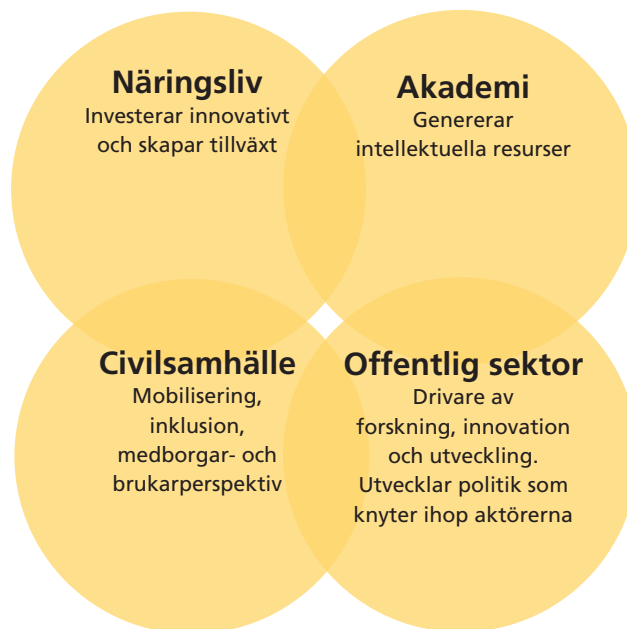 Näringsliv
Investerar innovativt
och skapar tillväxt
Akademi
Genererar
intellektuella resurser
Civilsamhälle
Mobilisering,
inklusion,
medborgar- och
brukarperspektiv
Offentlig sektor
Drivare av
forskning, innovation
och utveckling.
Utvecklar politik som
knyter ihop aktörerna